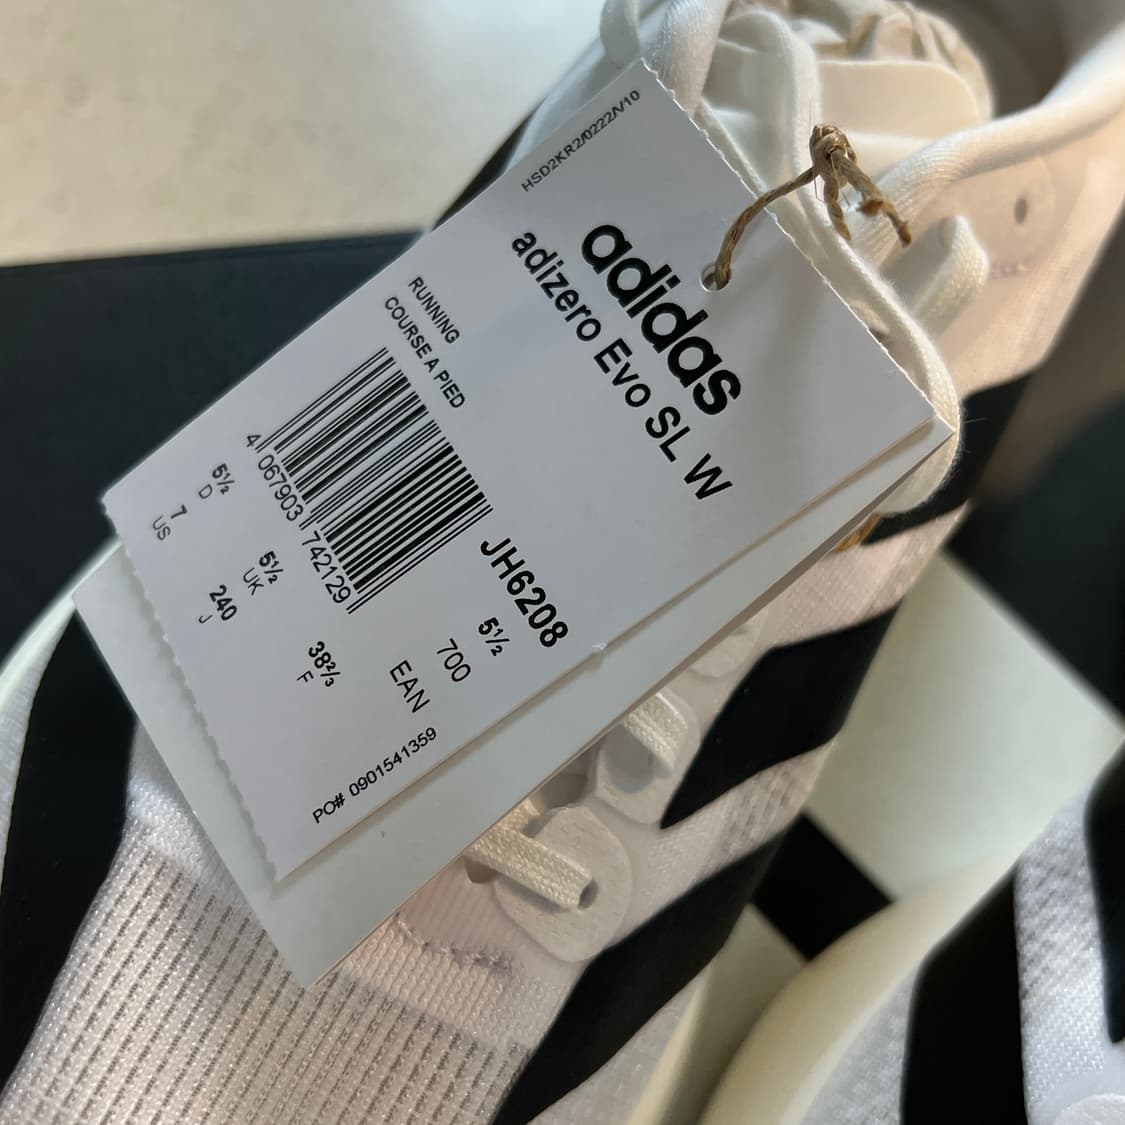 HSD2KR2/0222/V/10
adidas
adizero Evo SL W
RUNNING
COURSE A PIED
4 067903 742129
JH6208
5½
700
EAN
5½
D
5½
UK
38⅔
F
7
US
240
J
PO# 0901541359